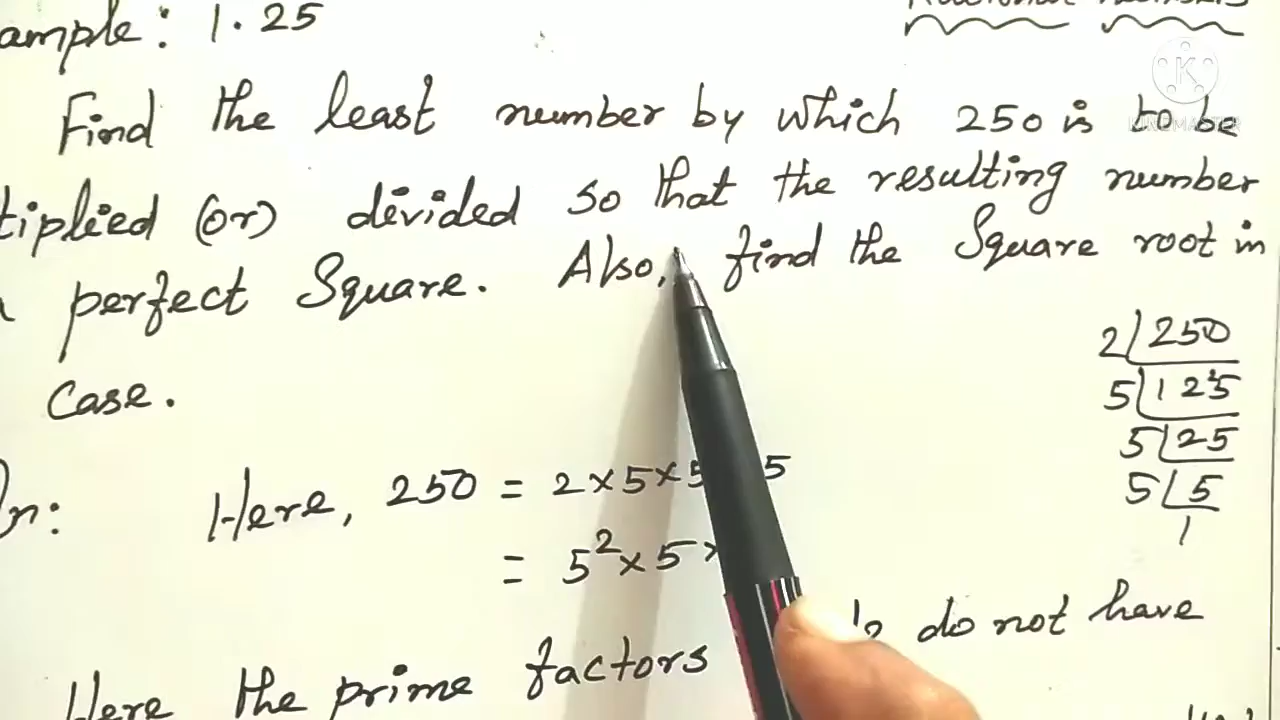 ample: 1.25
Find the least number by which 250 is to be
tiplied (or) divided so that the resulting number
perfect Square. Also, find the Square root in
Case.
2 250
5 125
5 25
5 5
1
Here, 250 = 2×5×5 5
= 5²×5×
do not have
Here the prime factors
KINEMASTER